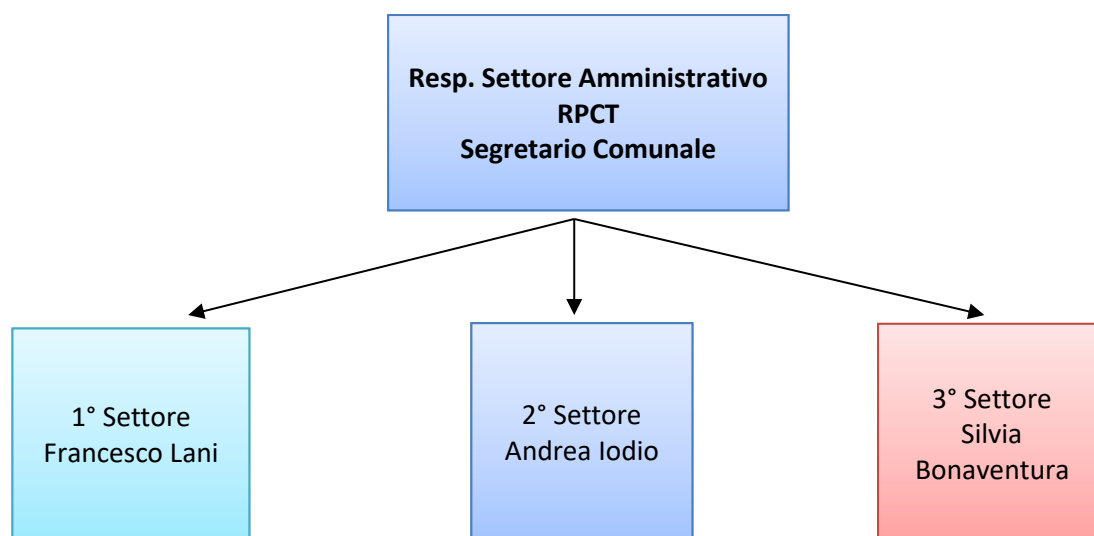 Resp. Settore Amministrativo
RPCT
Segretario Comunale
1° Settore
Francesco Lani
2° Settore
Andrea Iodio
3° Settore
Silvia
Bonaventura